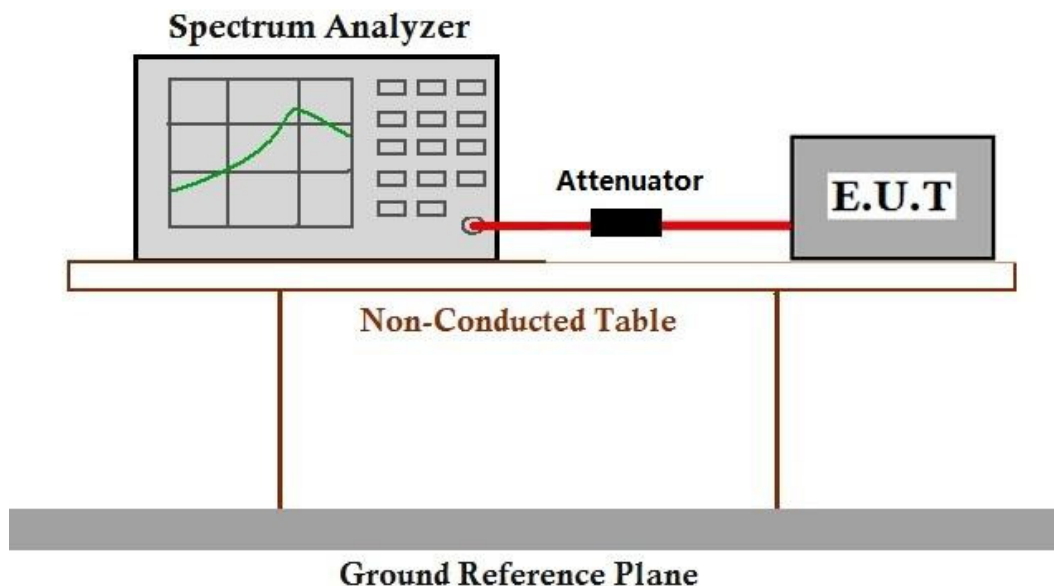 Spectrum Analyzer
Attenuator
E.U.T
Non-Conducted Table
Ground Reference Plane